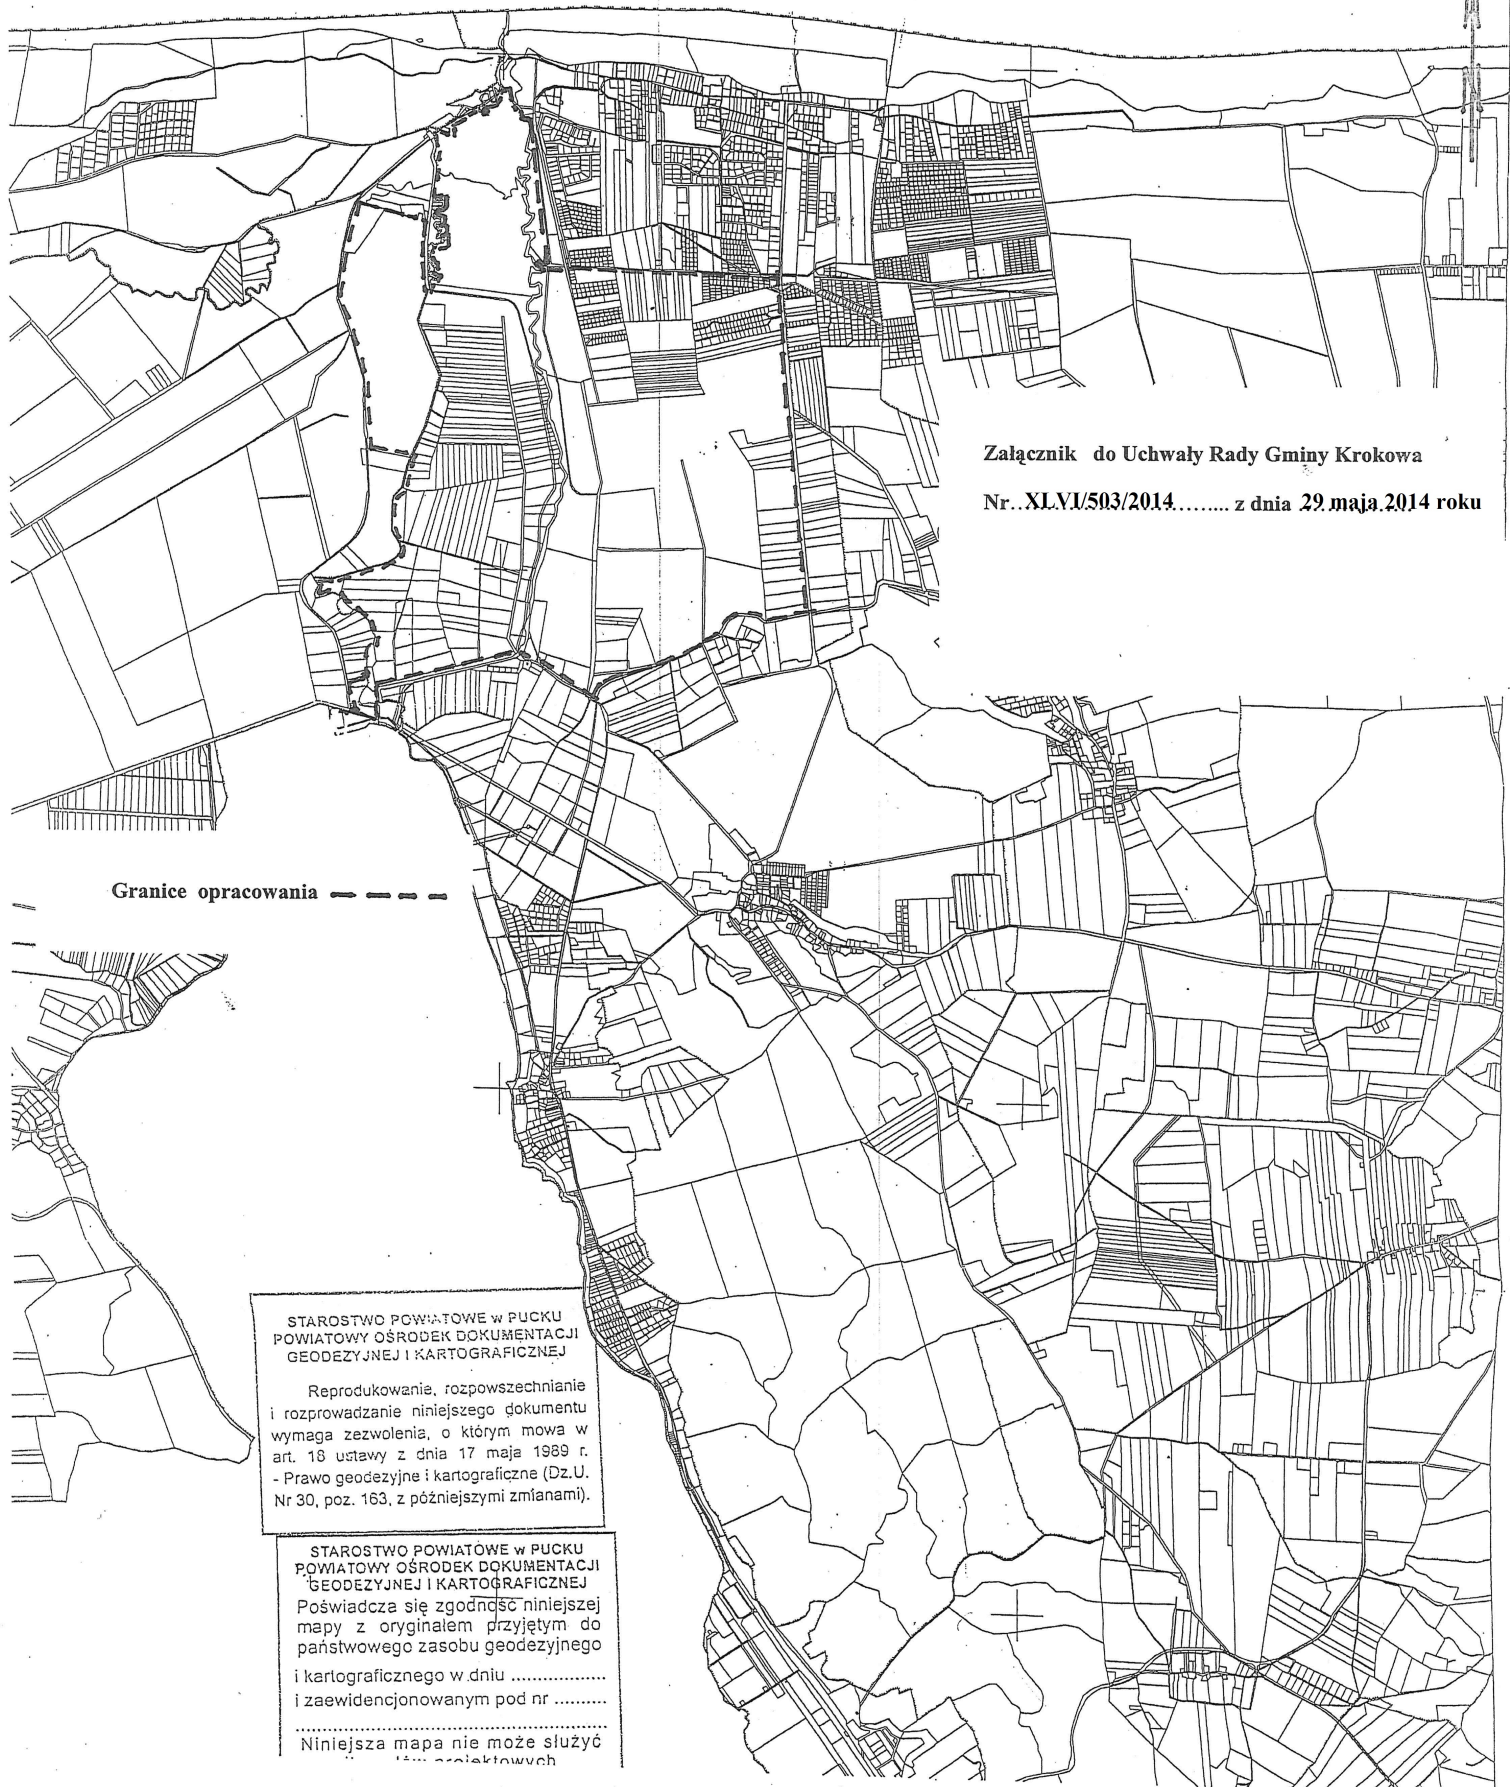 Załącznik do Uchwały Rady Gminy Krokowa
Nr..XLVI/503/2014......... z dnia 29.maja.2014 roku
Granice opracowania
STAROSTWO POWIATOWE w PUCKU
POWIATOWY OŚRODEK DOKUMENTACJI
GEODEZYJNEJ I KARTOGRAFICZNEJ
Reprodukowanie, rozpowszechnianie
i rozprowadzanie niniejszego dokumentu
wymaga zezwolenia, o którym mowa w
art. 18 ustawy z dnia 17 maja 1989 r.
- Prawo geodezyjne i kartograficzne (Dz.U.
Nr 30, poz. 163, z późniejszymi zmianami).
STAROSTWO POWIATOWE w PUCKU
POWIATOWY OŚRODEK DOKUMENTACJI
GEODEZYJNEJ I KARTOGRAFICZNEJ
Poświadcza się zgodność niniejszej
mapy z oryginałem przyjętym do
państwowego zasobu geodezyjnego
i kartograficznego w dniu ..................
i zaewidencjonowanym pod nr ..........
......................................................
Niniejsza mapa nie może służyć
projektowych